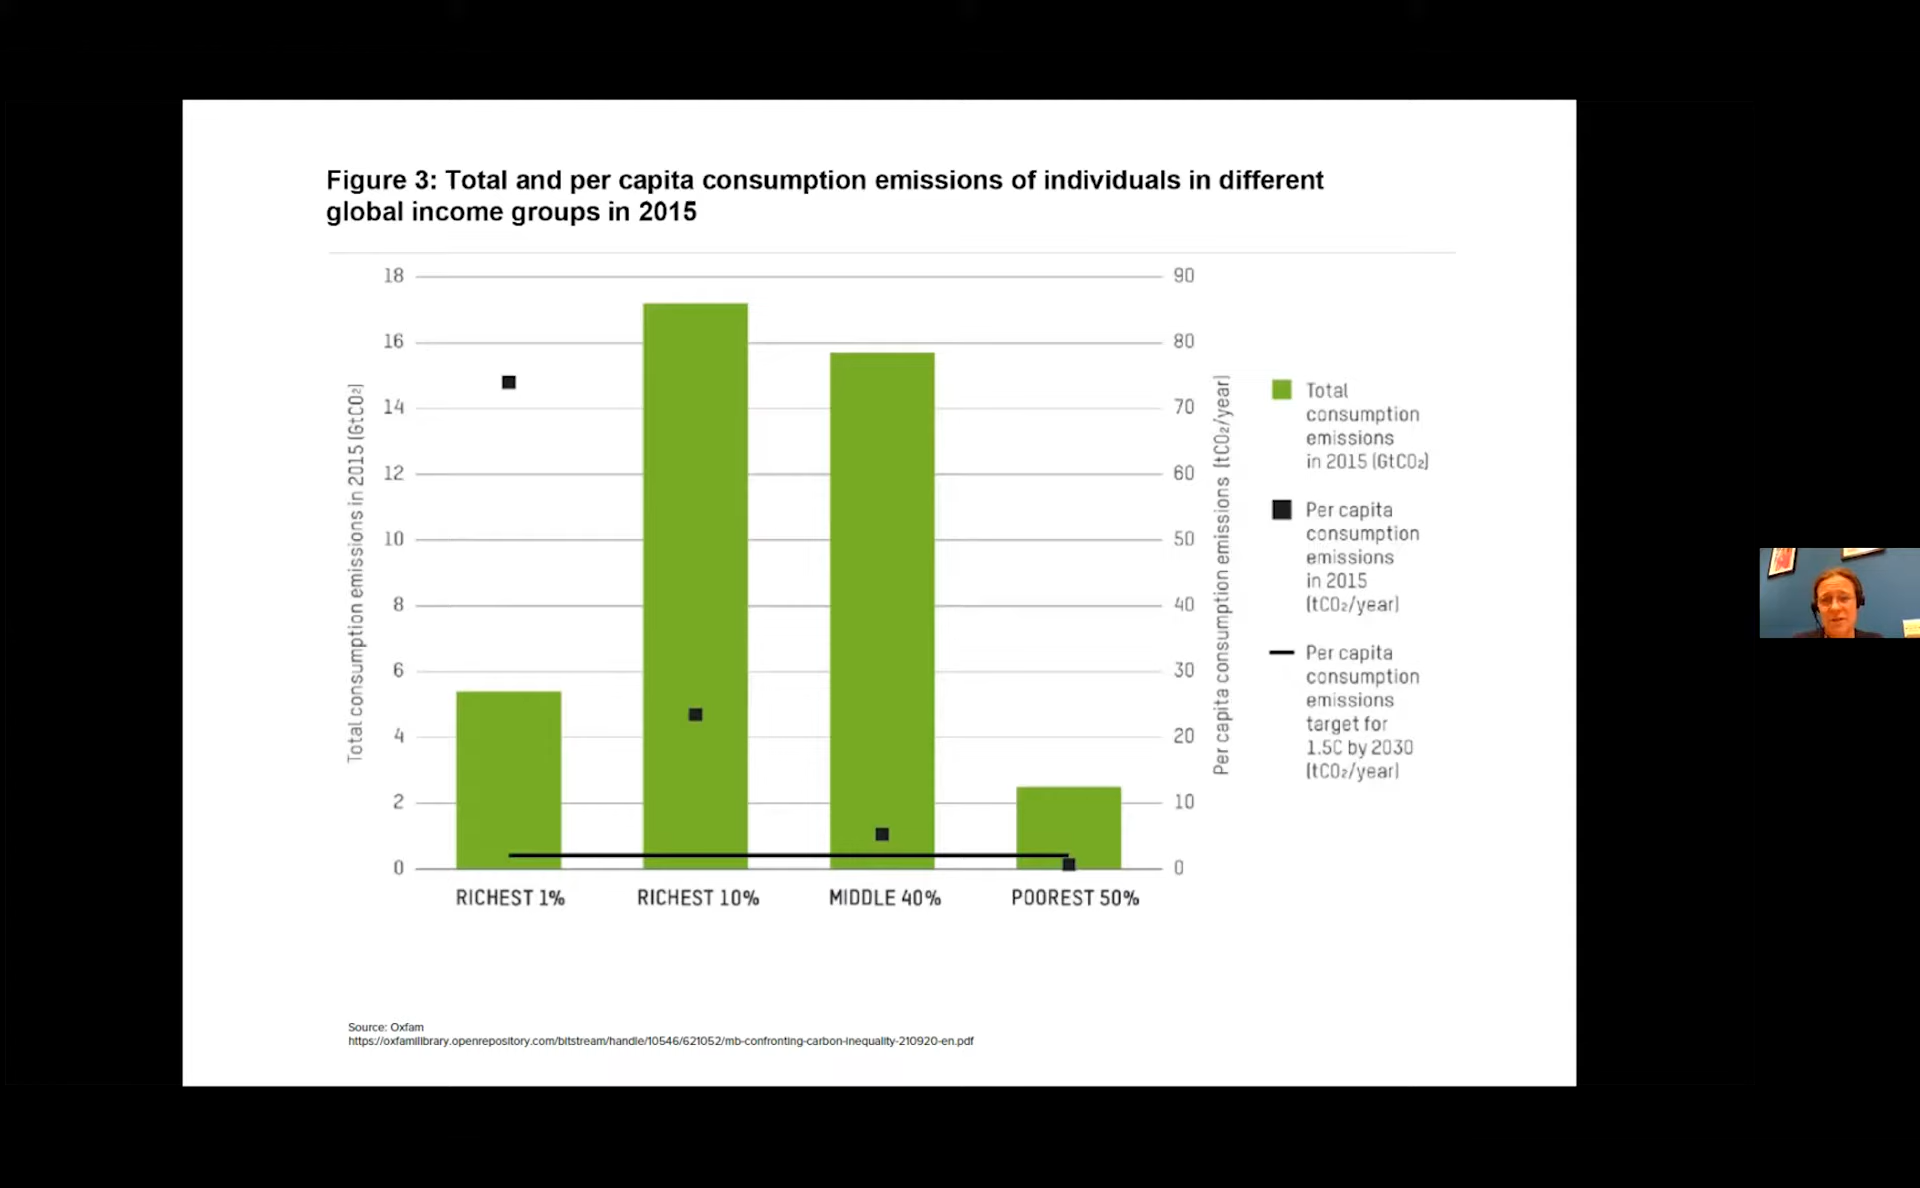 Figure 3: Total and per capita consumption emissions of individuals in different
global income groups in 2015
18
16
14
12
10
8
6
4
2
0
Total consumption emissions in 2015 (GtCO₂)
90
80
70
60
50
40
30
20
10
0
Per capita consumption emissions (tCO₂/year)
RICHEST 1%
RICHEST 10%
MIDDLE 40%
POOREST 50%
Total
consumption
emissions
in 2015 (GtCO₂)
Per capita
consumption
emissions
in 2015
(tCO₂/year)
Per capita
consumption
emissions
target for
1.5C by 2030
(tCO₂/year)
Source: Oxfam
https://oxfamilibrary.openrepository.com/bitstream/handle/10546/621052/mb-confronting-carbon-inequality-210920-en.pdf